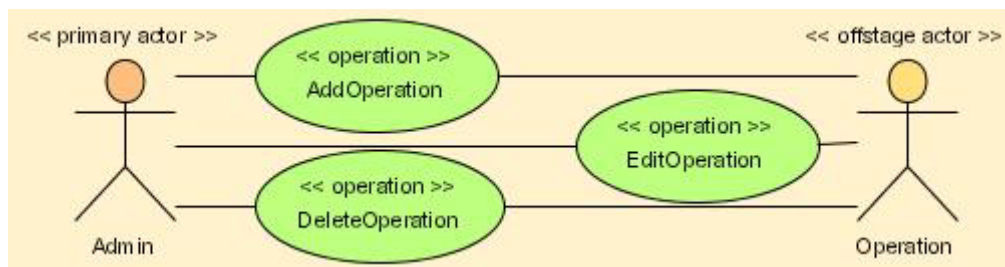 << primary actor >>
<< operation >>
AddOperation
<< offstage actor >>
<< operation >>
EditOperation
<< operation >>
DeleteOperation
Admin
Operation